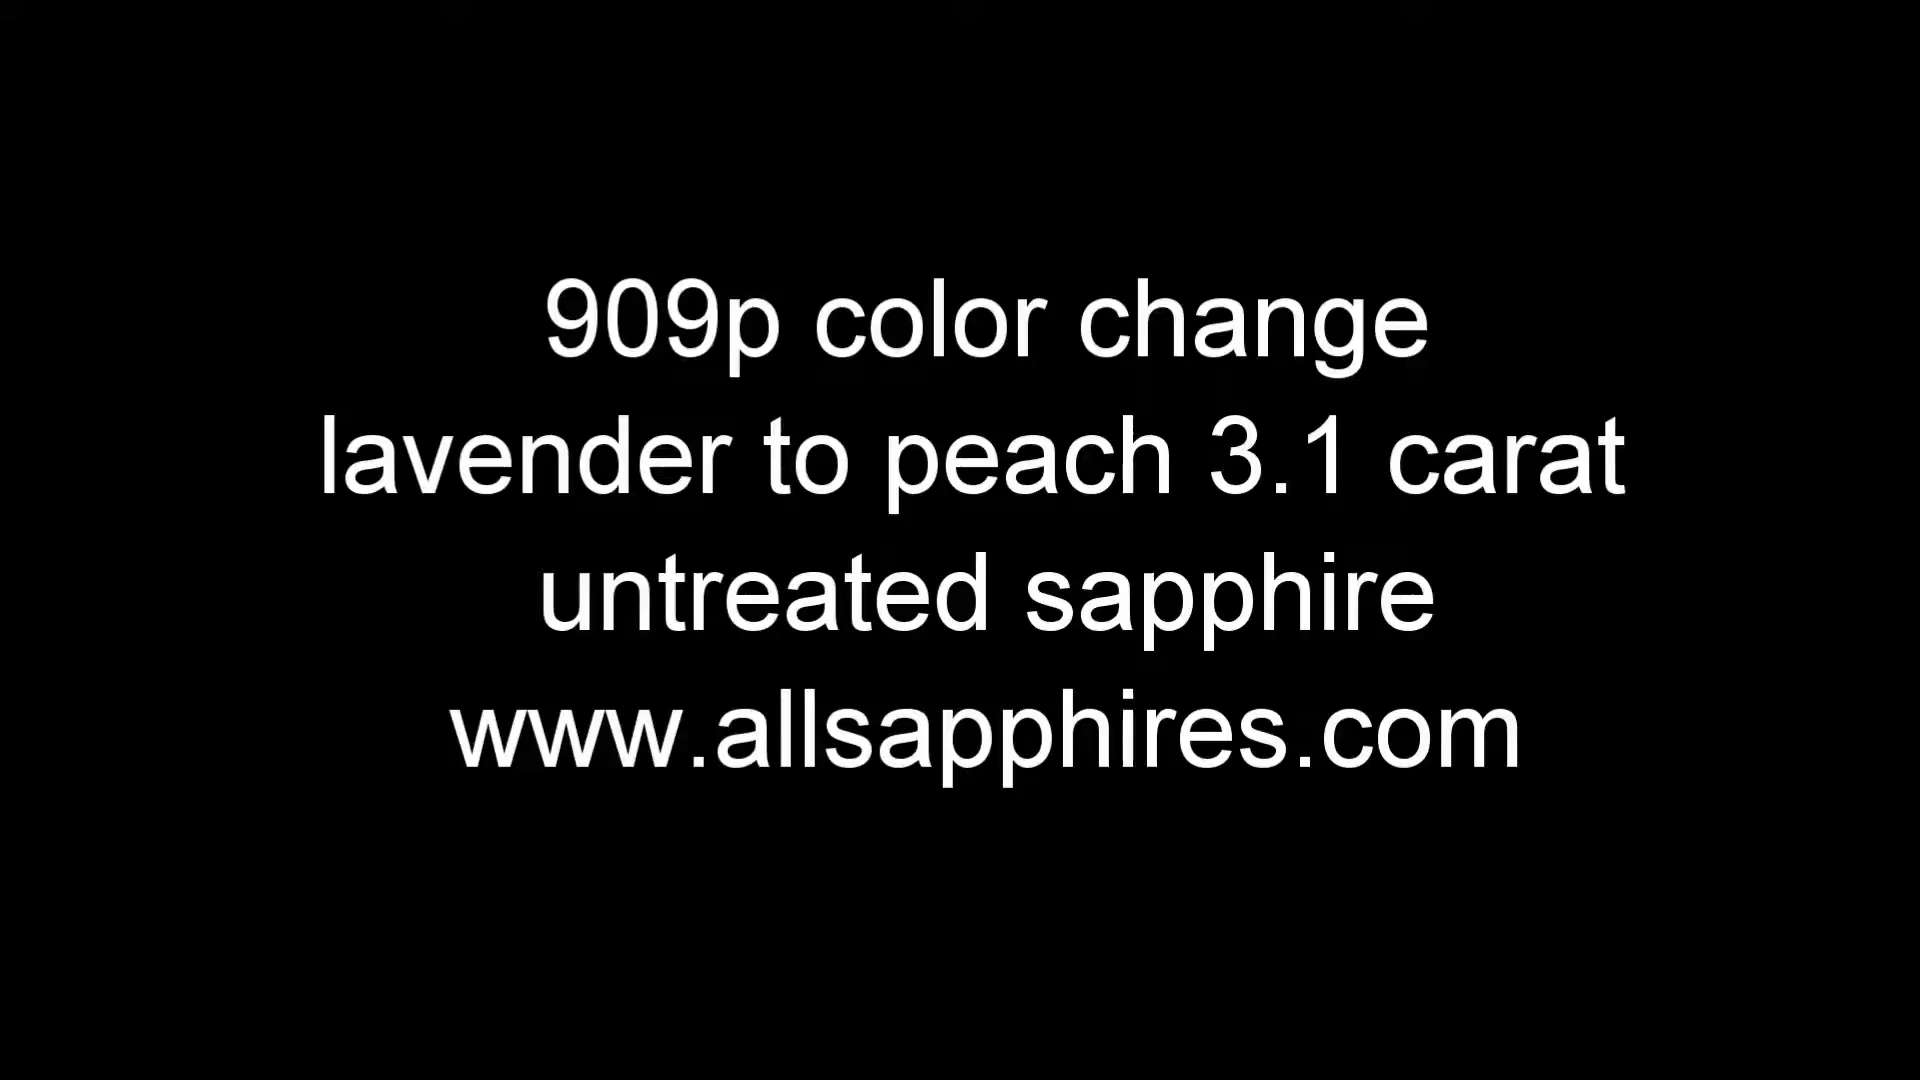 909p color change
lavender to peach 3.1 carat
untreated sapphire
www.allsapphires.com